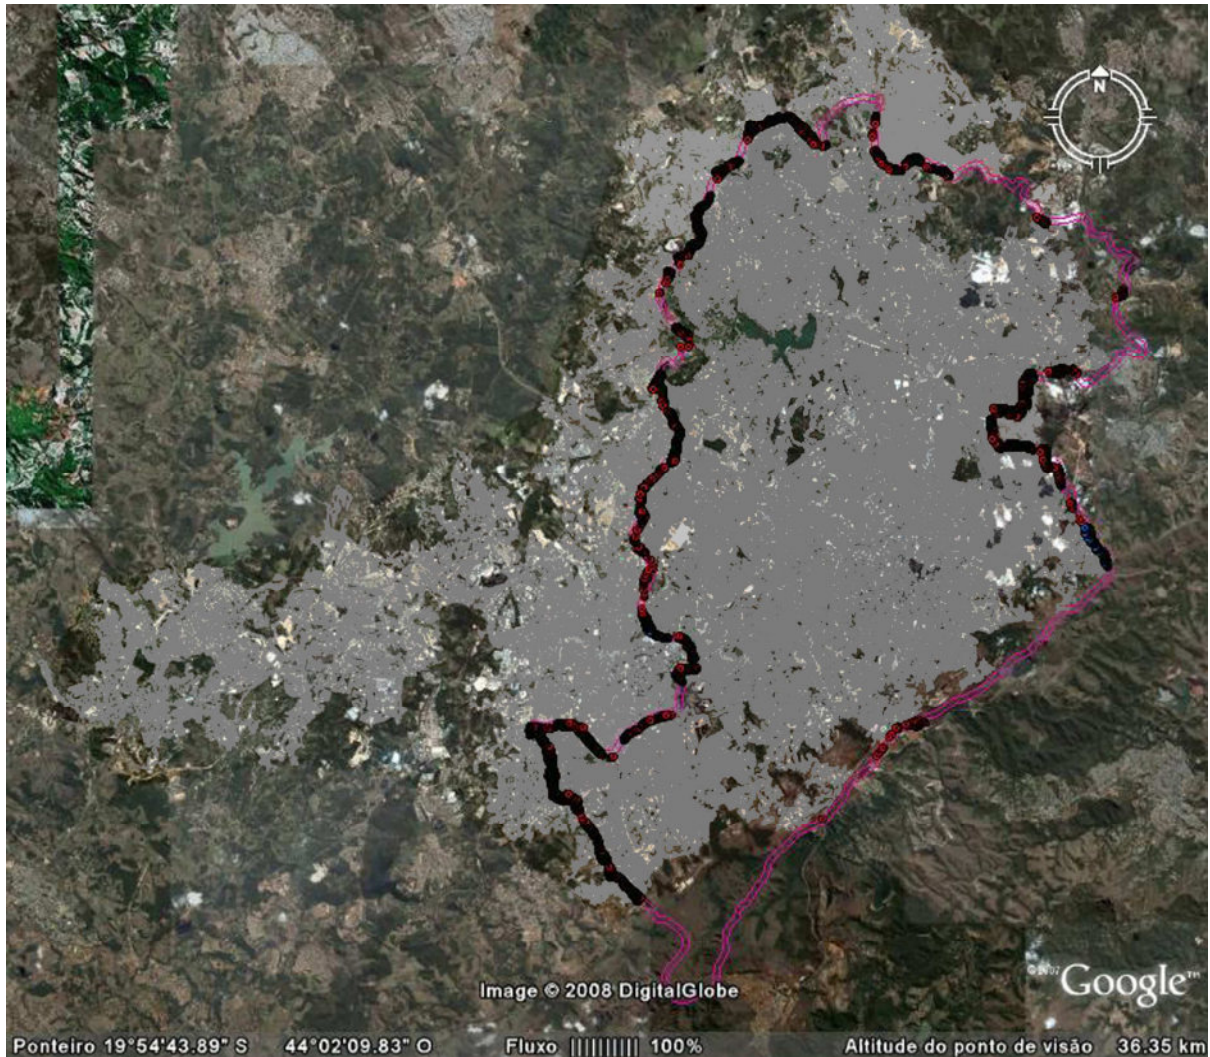 N
Image © 2008 DigitalGlobe
©2007 Google™
Ponteiro 19°54'43.89" S 44°02'09.83" O Fluxo |||||||||| 100% Altitude do ponto de visão 36.35 km